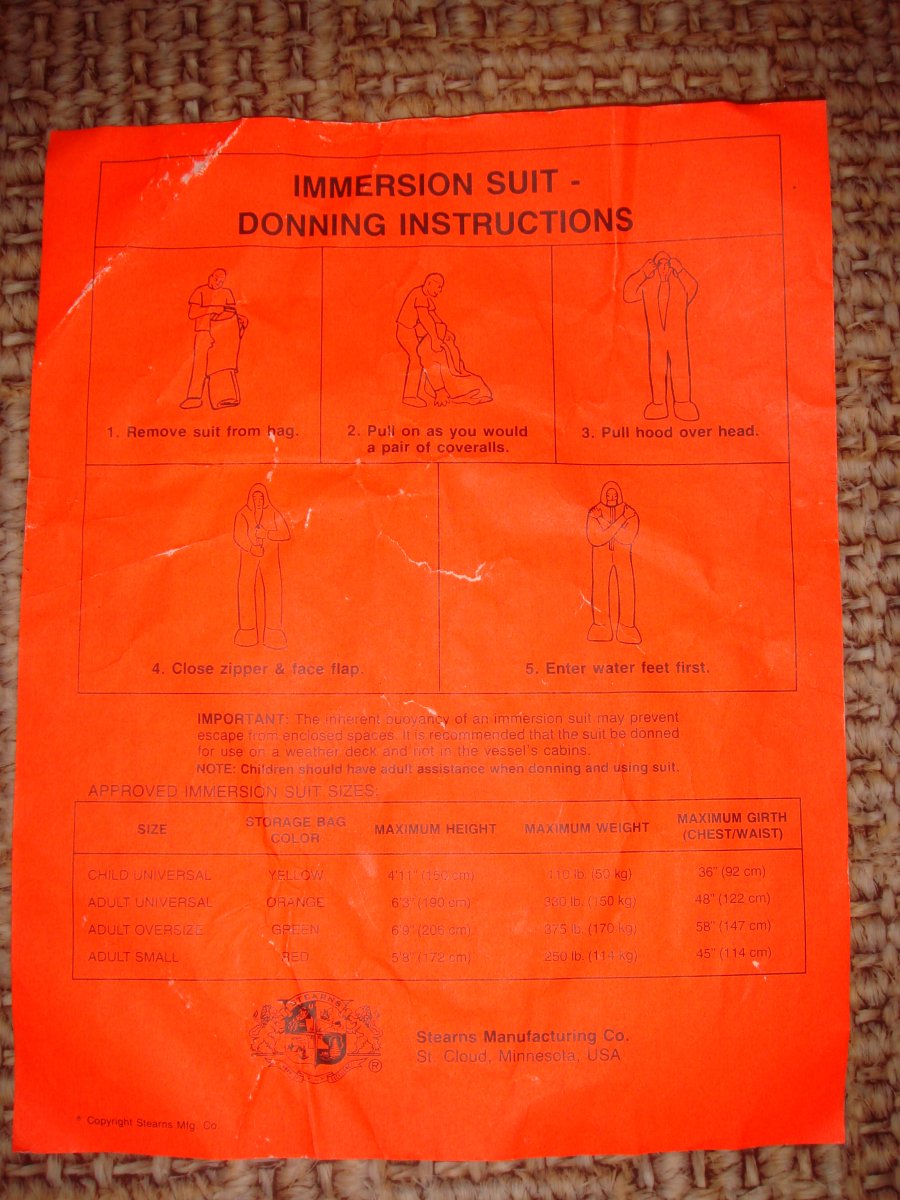 IMMERSION SUIT -
DONNING INSTRUCTIONS
1. Remove suit from bag.
2. Pull on as you would
a pair of coveralls.
3. Pull hood over head.
4. Close zipper & face flap.
5. Enter water feet first.
IMPORTANT: The inherent buoyancy of an immersion suit may prevent
escape from enclosed spaces. It is recommended that the suit be donned
for use on a weather deck and not in the vessel's cabins.
NOTE: Children should have adult assistance when donning and using suit.
APPROVED IMMERSION SUIT SIZES:
SIZE STORAGE BAG COLOR MAXIMUM HEIGHT MAXIMUM WEIGHT MAXIMUM GIRTH (CHEST/WAIST)
CHILD UNIVERSAL YELLOW 4'11" (150 cm) 110 lb. (50 kg) 36" (92 cm)
ADULT UNIVERSAL ORANGE 6'3" (190 cm) 330 lb. (150 kg) 48" (122 cm)
ADULT OVERSIZE GREEN 6'9" (206 cm) 375 lb. (170 kg) 58" (147 cm)
ADULT SMALL RED 5'8" (172 cm) 250 lb. (114 kg) 45" (114 cm)
STEARNS
®
Stearns Manufacturing Co.
St. Cloud, Minnesota, USA
* Copyright Stearns Mfg. Co.